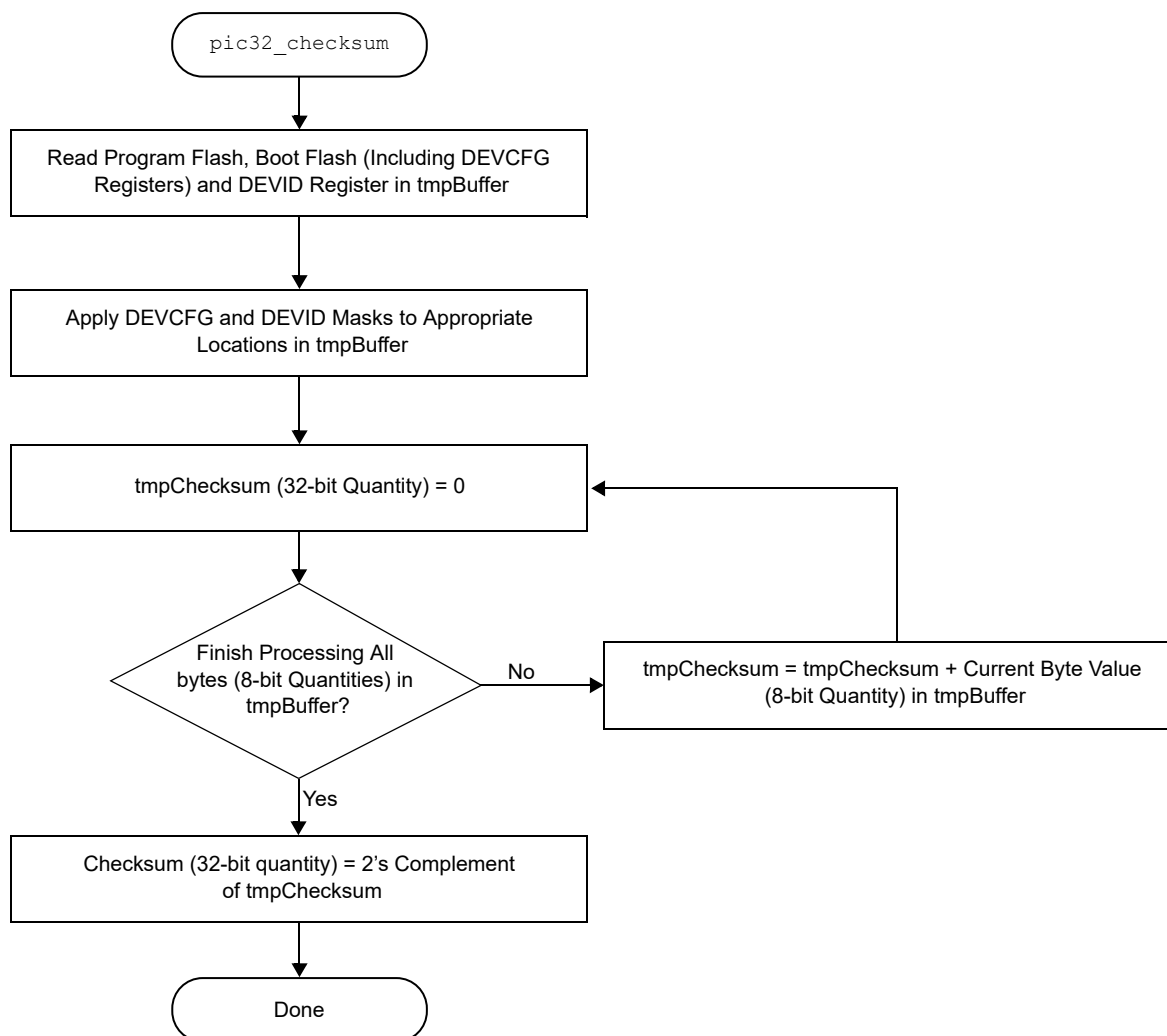 pic32_checksum
Read Program Flash, Boot Flash (Including DEVCFG
Registers) and DEVID Register in tmpBuffer
Apply DEVCFG and DEVID Masks to Appropriate
Locations in tmpBuffer
tmpChecksum (32-bit Quantity) = 0
Finish Processing All
bytes (8-bit Quantities) in
tmpBuffer?
No
tmpChecksum = tmpChecksum + Current Byte Value
(8-bit Quantity) in tmpBuffer
Yes
Checksum (32-bit quantity) = 2’s Complement
of tmpChecksum
Done